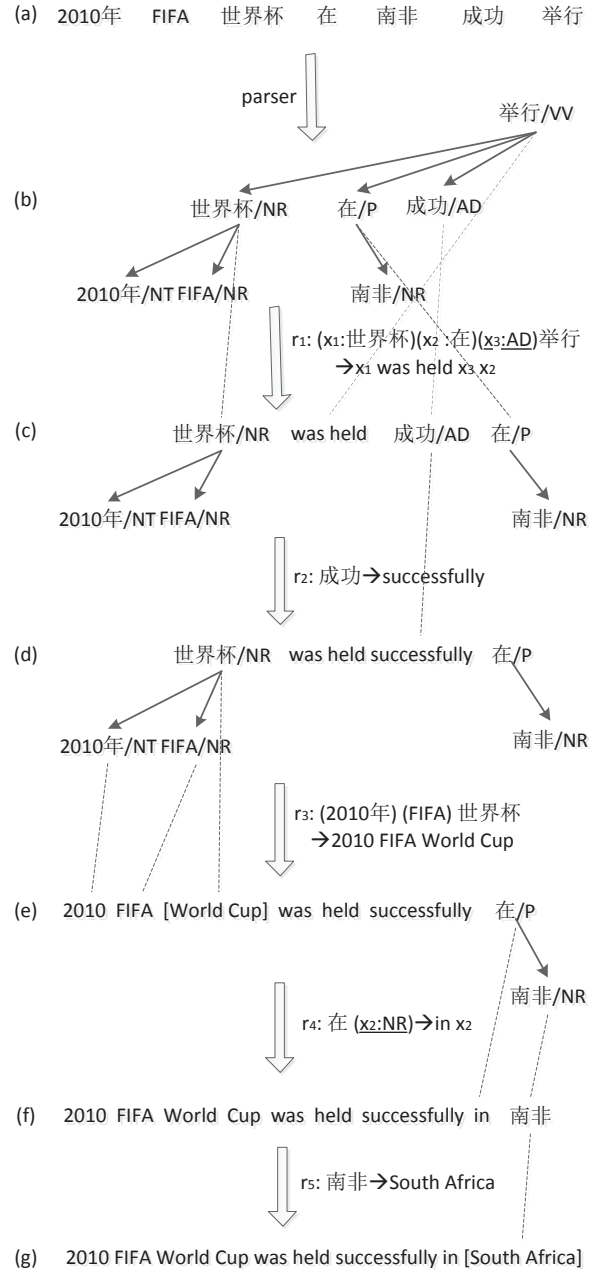 (a) 2010年 FIFA 世界杯 在 南非 成功 举行
parser
举行/VV
(b) 世界杯/NR 在/P 成功/AD
2010年/NT FIFA/NR 南非/NR
r₁: (x₁:世界杯)(x₂ :在)(x₃:AD)举行
→x₁ was held x₃ x₂
(c) 世界杯/NR was held 成功/AD 在/P
2010年/NT FIFA/NR 南非/NR
r₂: 成功→successfully
(d) 世界杯/NR was held successfully 在/P
2010年/NT FIFA/NR 南非/NR
r₃: (2010年) (FIFA) 世界杯
→2010 FIFA World Cup
(e) 2010 FIFA [World Cup] was held successfully 在/P
南非/NR
r₄: 在 (x₂:NR)→in x₂
(f) 2010 FIFA World Cup was held successfully in 南非
r₅: 南非→South Africa
(g) 2010 FIFA World Cup was held successfully in [South Africa]